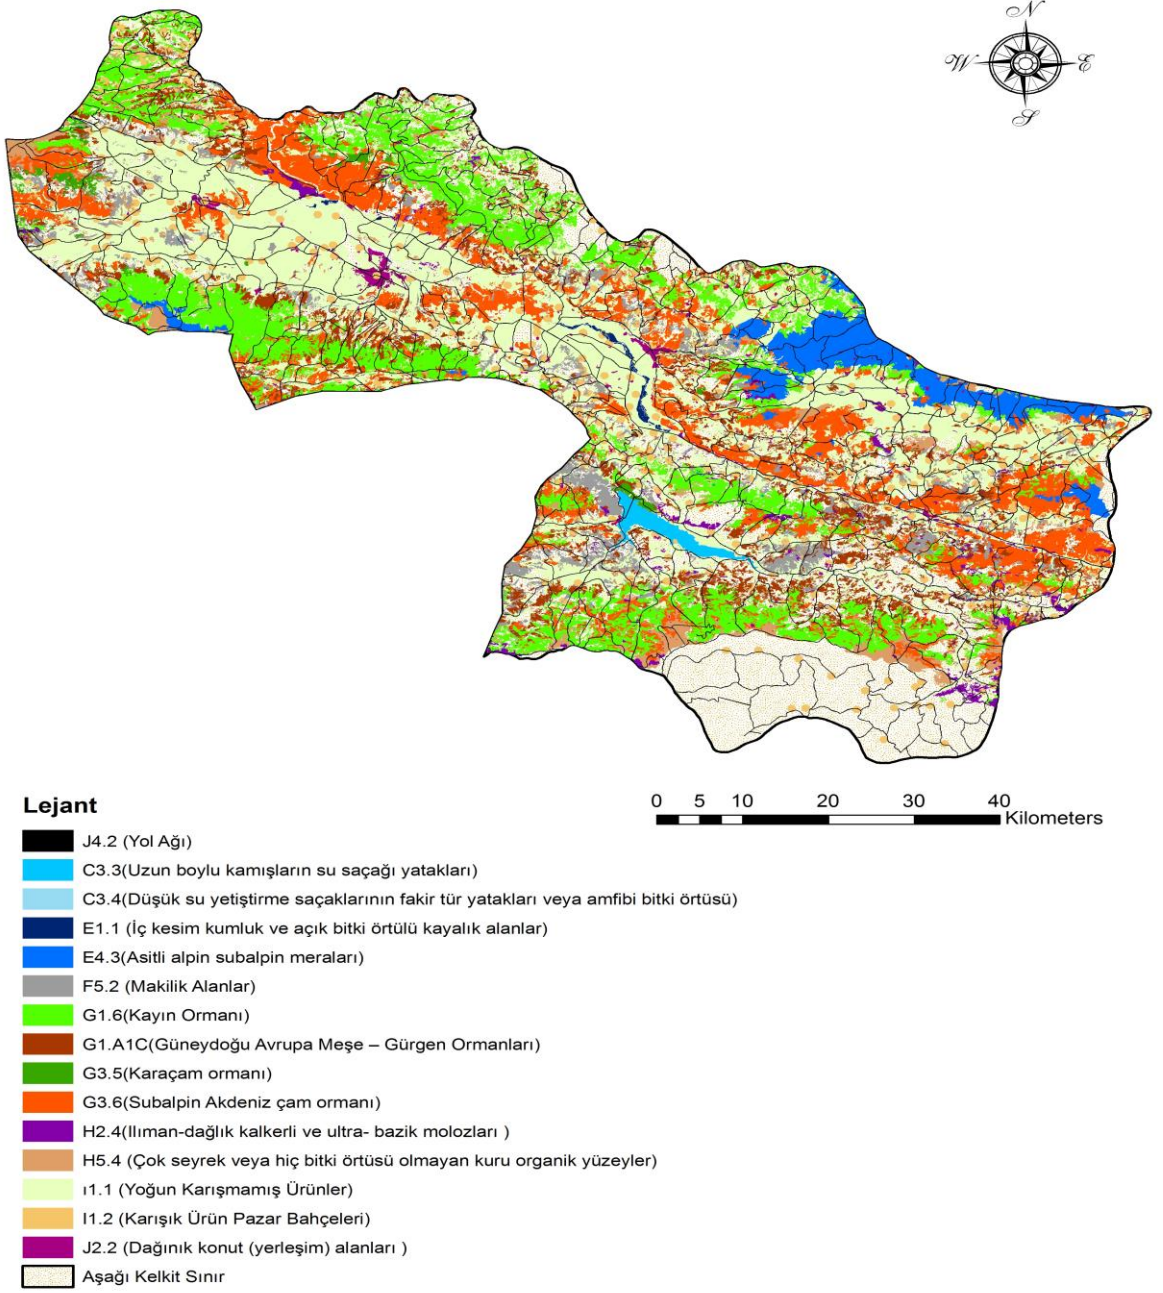 N
W E
S
Lejant
0 5 10 20 30 40
Kilometers
J4.2 (Yol Ağı)
C3.3(Uzun boylu kamışların su saçağı yatakları)
C3.4(Düşük su yetiştirme saçaklarının fakir tür yatakları veya amfibi bitki örtüsü)
E1.1 (İç kesim kumluk ve açık bitki örtülü kayalık alanlar)
E4.3(Asitli alpin subalpin meraları)
F5.2 (Makilik Alanlar)
G1.6(Kayın Ormanı)
G1.A1C(Güneydoğu Avrupa Meşe – Gürgen Ormanları)
G3.5(Karaçam ormanı)
G3.6(Subalpin Akdeniz çam ormanı)
H2.4(Ilıman-dağlık kalkerli ve ultra- bazik molozları )
H5.4 (Çok seyrek veya hiç bitki örtüsü olmayan kuru organik yüzeyler)
ı1.1 (Yoğun Karışmamış Ürünler)
I1.2 (Karışık Ürün Pazar Bahçeleri)
J2.2 (Dağınık konut (yerleşim) alanları )
Aşağı Kelkit Sınır